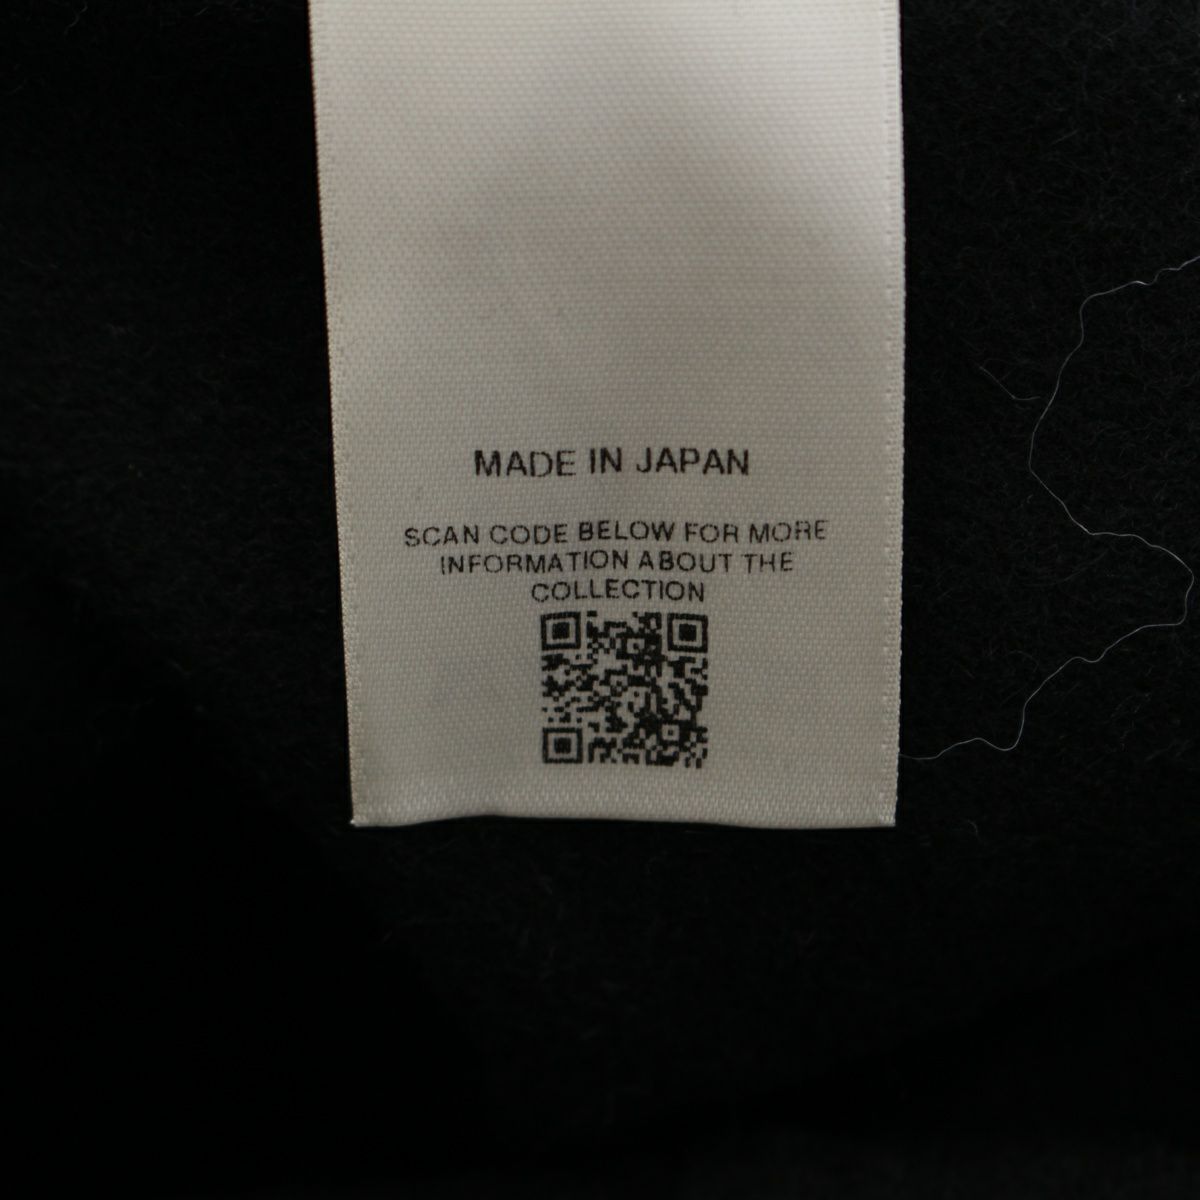 MADE IN JAPAN
SCAN CODE BELOW FOR MORE
INFORMATION ABOUT THE
COLLECTION